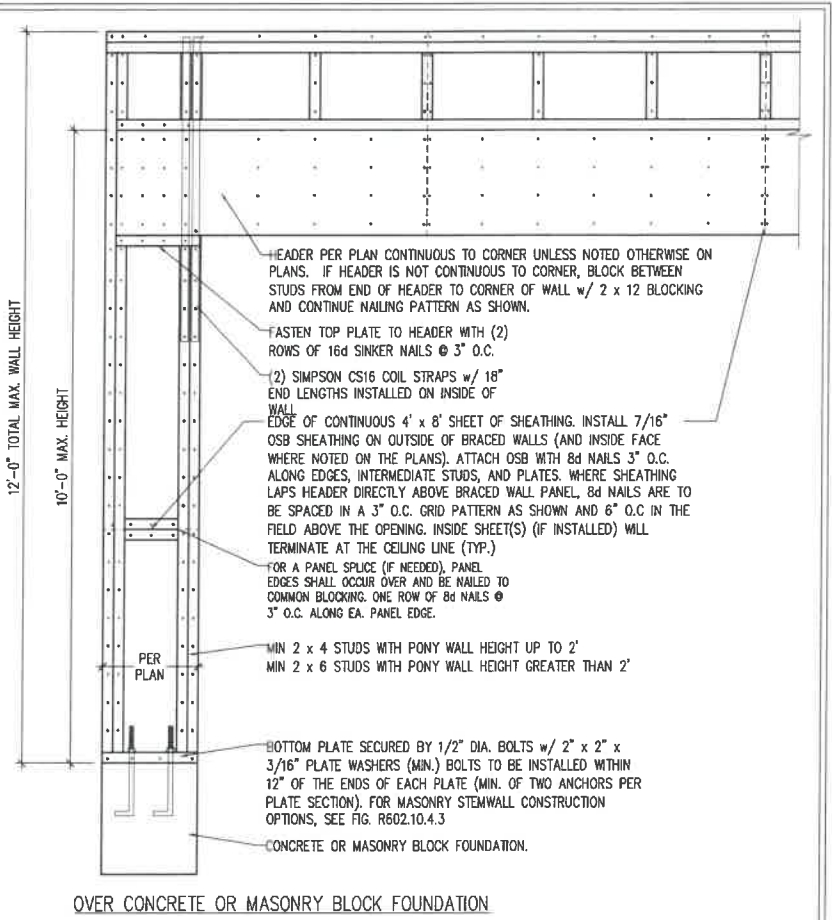 HEADER PER PLAN CONTINUOUS TO CORNER UNLESS NOTED OTHERWISE ON
PLANS. IF HEADER IS NOT CONTINUOUS TO CORNER, BLOCK BETWEEN
STUDS FROM END OF HEADER TO CORNER OF WALL w/ 2 x 12 BLOCKING
AND CONTINUE NAILING PATTERN AS SHOWN.
FASTEN TOP PLATE TO HEADER WITH (2)
ROWS OF 16d SINKER NAILS @ 3" O.C.
(2) SIMPSON CS16 COIL STRAPS w/ 18"
END LENGTHS INSTALLED ON INSIDE OF
WALL
EDGE OF CONTINUOUS 4' x 8' SHEET OF SHEATHING. INSTALL 7/16"
OSB SHEATHING ON OUTSIDE OF BRACED WALLS (AND INSIDE FACE
WHERE NOTED ON THE PLANS). ATTACH OSB WITH 8d NAILS 3" O.C.
ALONG EDGES, INTERMEDIATE STUDS, AND PLATES. WHERE SHEATHING
LAPS HEADER DIRECTLY ABOVE BRACED WALL PANEL, 8d NAILS ARE TO
BE SPACED IN A 3" O.C. GRID PATTERN AS SHOWN AND 6" O.C IN THE
FIELD ABOVE THE OPENING. INSIDE SHEET(S) (IF INSTALLED) WILL
TERMINATE AT THE CEILING LINE (TYP.)
FOR A PANEL SPLICE (IF NEEDED), PANEL
EDGES SHALL OCCUR OVER AND BE NAILED TO
COMMON BLOCKING. ONE ROW OF 8d NAILS @
3" O.C. ALONG EA. PANEL EDGE.
MIN 2 x 4 STUDS WITH PONY WALL HEIGHT UP TO 2'
MIN 2 x 6 STUDS WITH PONY WALL HEIGHT GREATER THAN 2'
BOTTOM PLATE SECURED BY 1/2" DIA. BOLTS w/ 2" x 2" x
3/16" PLATE WASHERS (MIN.) BOLTS TO BE INSTALLED WITHIN
12" OF THE ENDS OF EACH PLATE (MIN. OF TWO ANCHORS PER
PLATE SECTION). FOR MASONRY STEMWALL CONSTRUCTION
OPTIONS, SEE FIG. R602.10.4.3
CONCRETE OR MASONRY BLOCK FOUNDATION.
12'-0" TOTAL MAX. WALL HEIGHT
10'-0" MAX. HEIGHT
PER
PLAN
OVER CONCRETE OR MASONRY BLOCK FOUNDATION